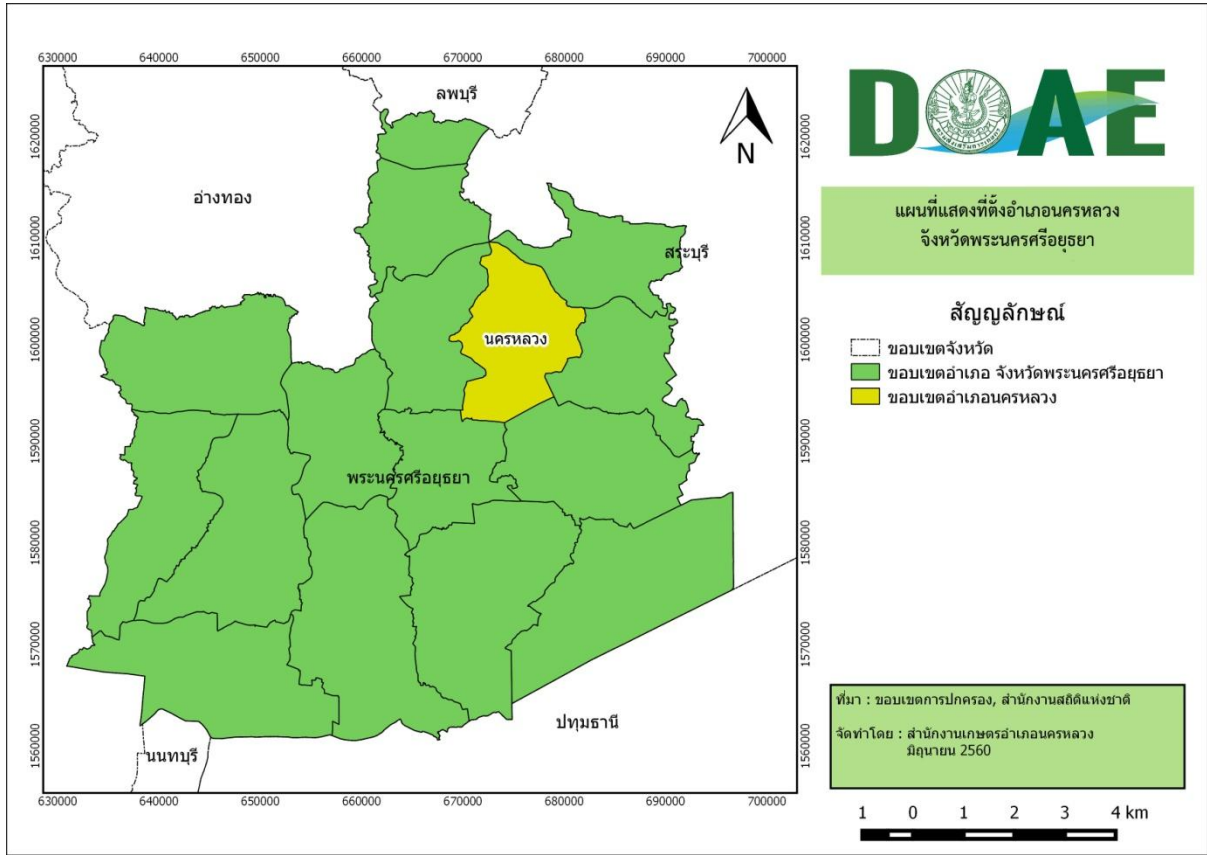 630000 640000 650000 660000 670000 680000 690000 700000
1620000
1610000
1600000
1590000
1580000
1570000
1560000
ลพบุรี
อ่างทอง
สระบุรี
นครหลวง
พระนครศรีอยุธยา
ปทุมธานี
นนทบุรี
N
1620000
1610000
1600000
1590000
1580000
1570000
1560000
630000 640000 650000 660000 670000 680000 690000 700000
DOAE
แผนที่แสดงที่ตั้งอำเภอนครหลวง
จังหวัดพระนครศรีอยุธยา
สัญญลักษณ์
ขอบเขตจังหวัด
ขอบเขตอำเภอ จังหวัดพระนครศรีอยุธยา
ขอบเขตอำเภอนครหลวง
ที่มา : ขอบเขตการปกครอง, สำนักงานสถิติแห่งชาติ
จัดทำโดย : สำนักงานเกษตรอำเภอนครหลวง
มิถุนายน 2560
1 0 1 2 3 4 km